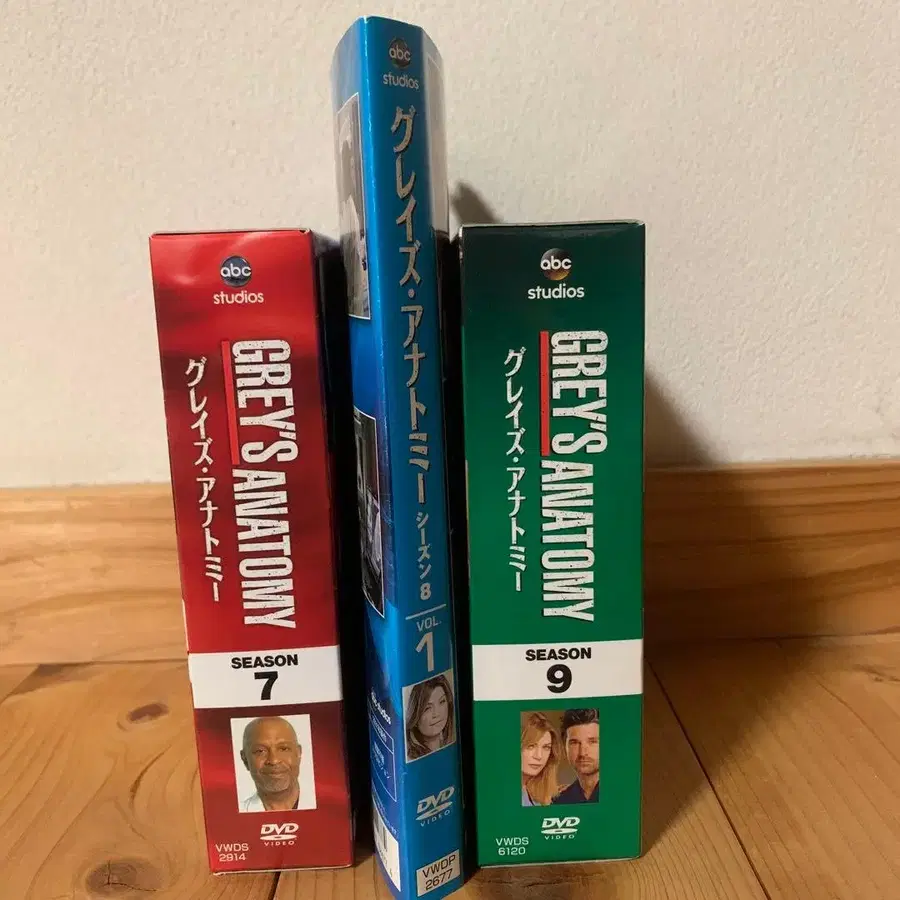 abc
studios
GREY'S ANATOMY
グレイズ・アナトミー
SEASON
7
DVD
VIDEO
VWDS
2914
abc
studios
グレイズ・アナトミー シーズン8
VOL.
1
abc studios
DVD
VIDEO
VWDP
2677
abc
studios
GREY'S ANATOMY
グレイズ・アナトミー
SEASON
9
DVD
VIDEO
VWDS
6120